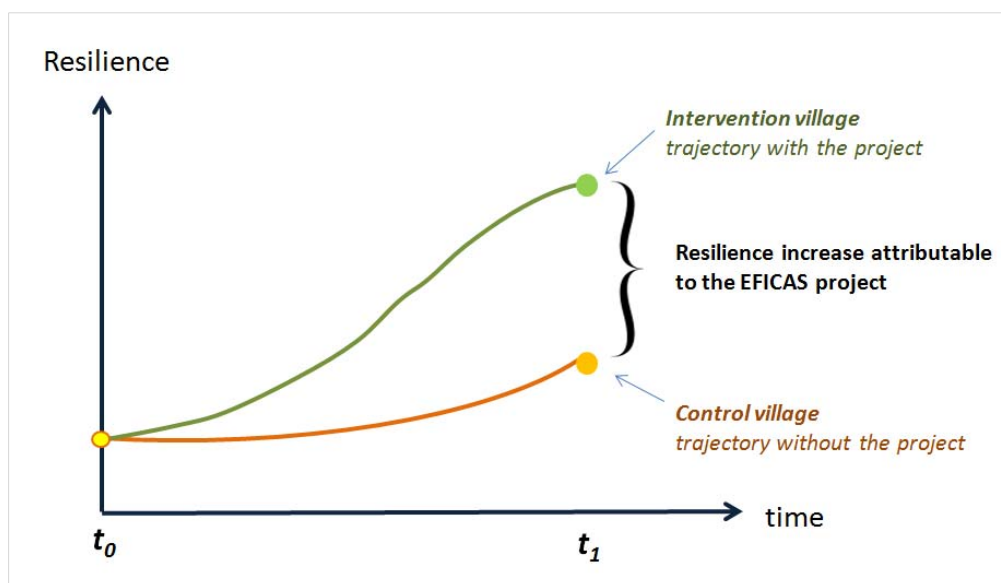 Resilience
Intervention village
trajectory with the project
Resilience increase attributable
to the EFICAS project
Control village
trajectory without the project
time
t0
t1